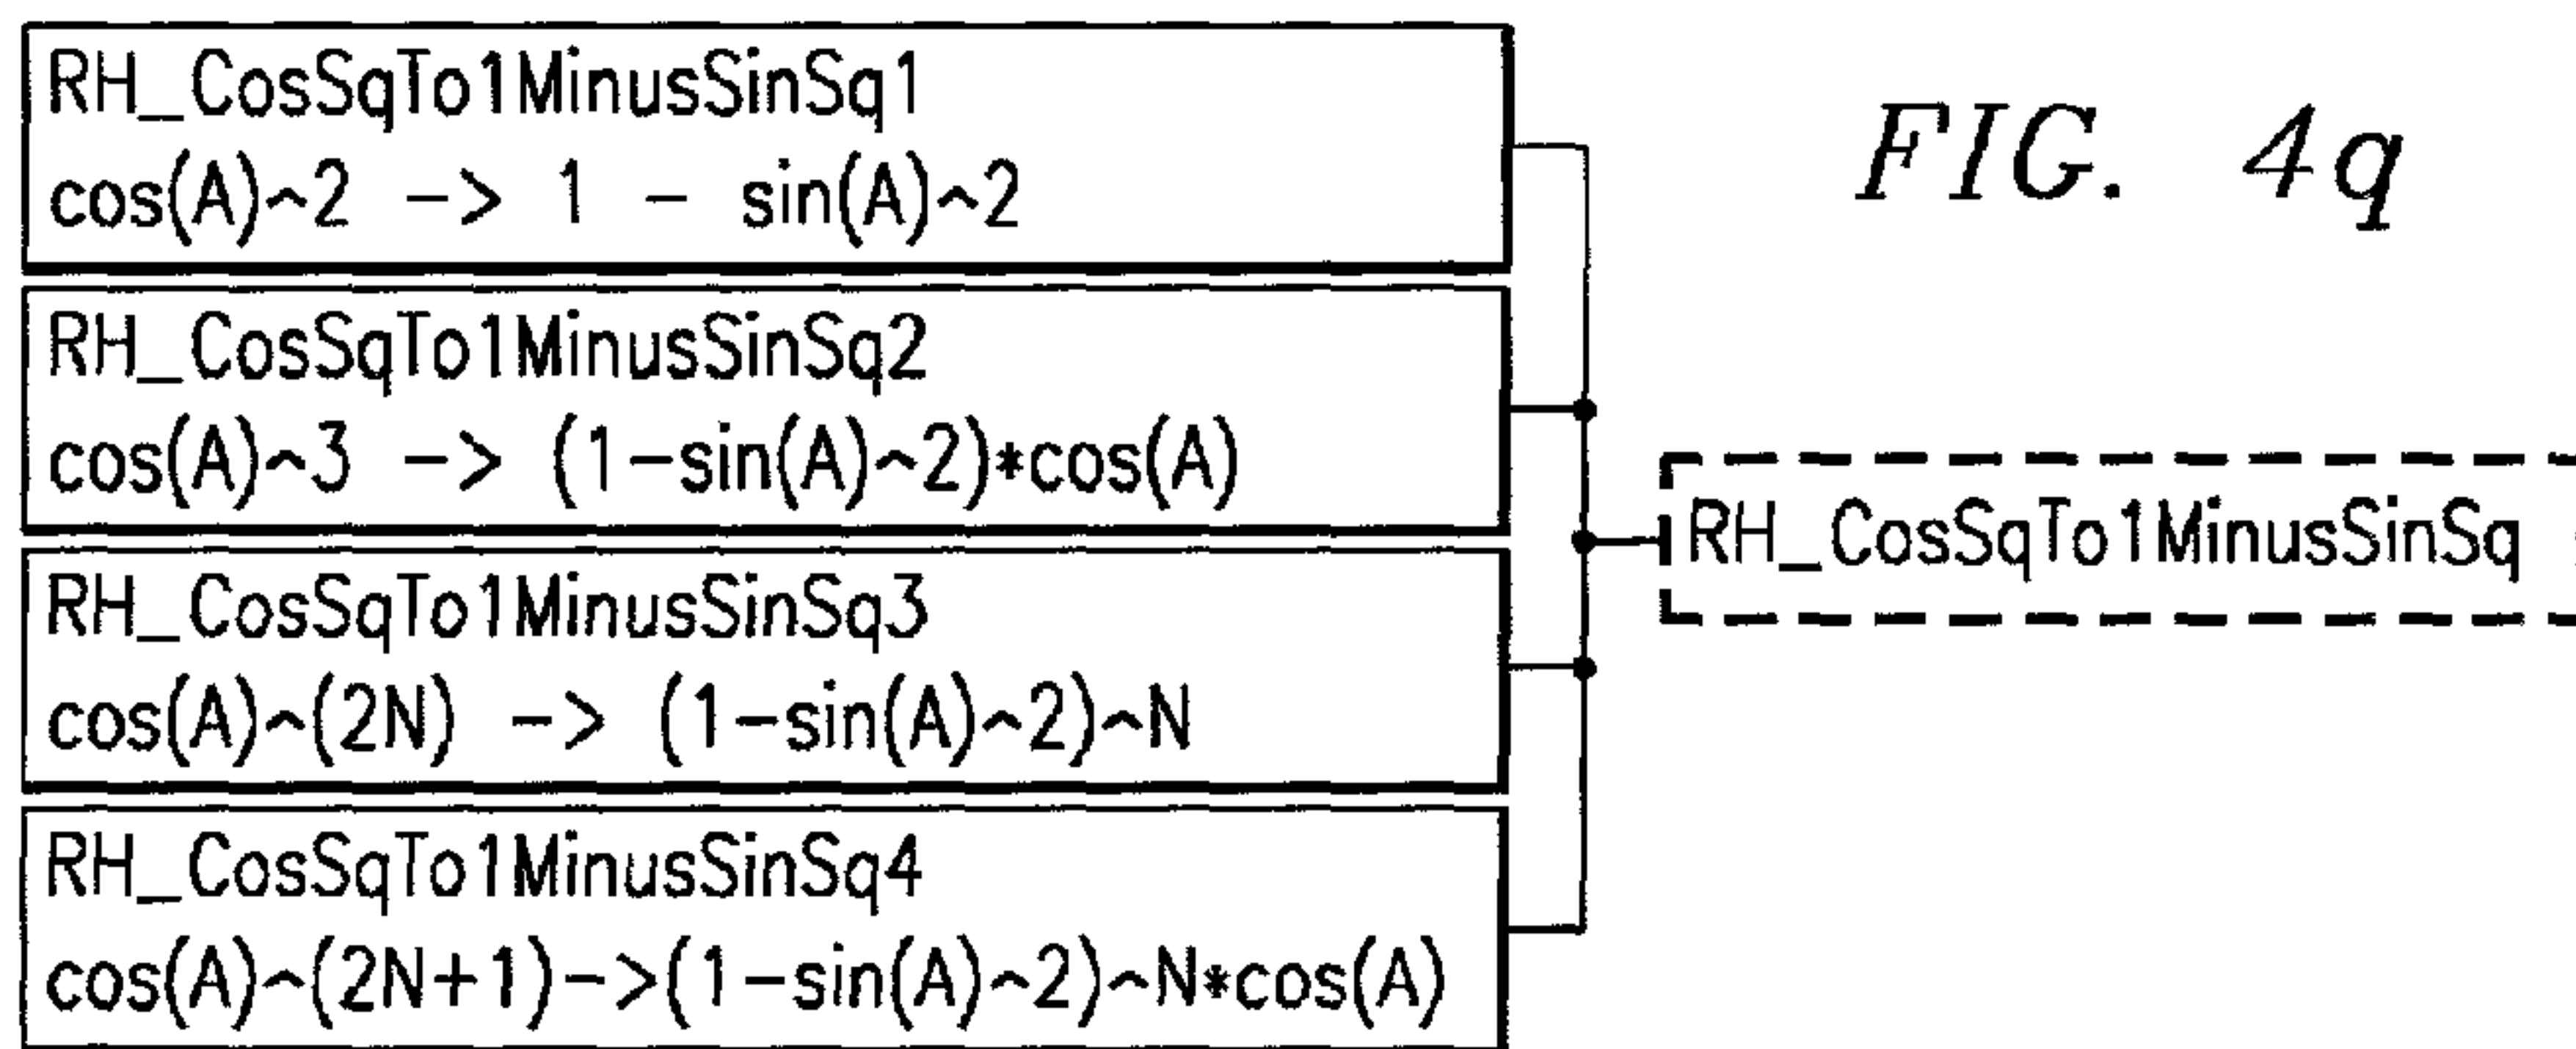 RH_CosSqTo1MinusSinSq1
cos(A)^2 -> 1 - sin(A)^2
FIG. 4q
RH_CosSqTo1MinusSinSq2
cos(A)^3 -> (1-sin(A)^2)*cos(A)
RH_CosSqTo1MinusSinSq
RH_CosSqTo1MinusSinSq3
cos(A)^(2N) -> (1-sin(A)^2)^N
RH_CosSqTo1MinusSinSq4
cos(A)^(2N+1)->(1-sin(A)^2)^N*cos(A)